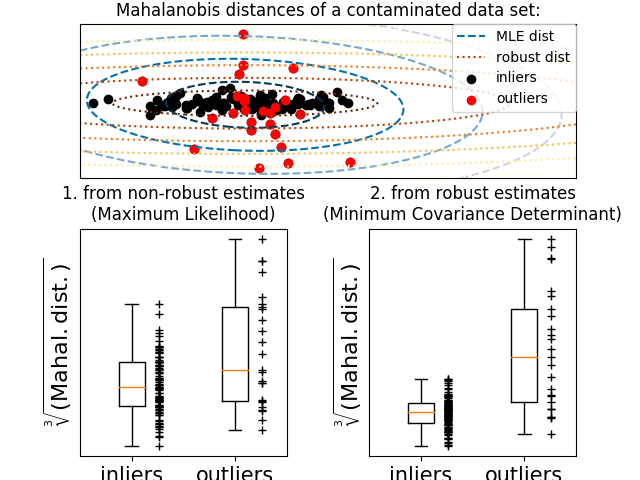 Mahalanobis distances of a contaminated data set:
MLE dist
robust dist
inliers
outliers
1. from non-robust estimates
(Maximum Likelihood)
∛(Mahal. dist.)
inliers outliers
2. from robust estimates
(Minimum Covariance Determinant)
∛(Mahal. dist.)
inliers outliers